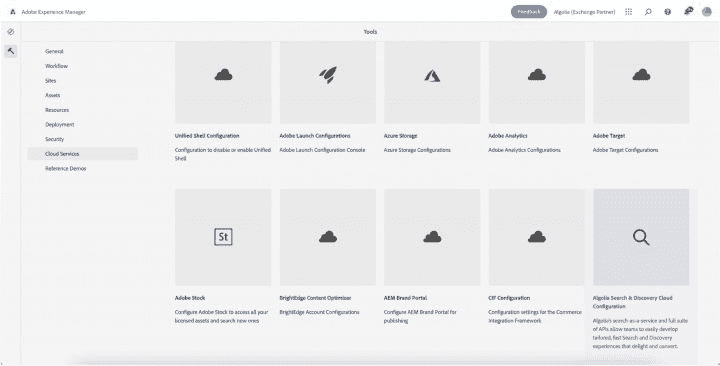 Adobe Experience Manager
Feedback
Algolia (Exchange Partner)
Tools
General
Workflow
Sites
Assets
Resources
Deployment
Security
Cloud Services
Reference Demos
Unified Shell Configuration
Configuration to disable or enable Unified
Shell
Adobe Launch Configurations
Adobe Launch Configuration Console
Azure Storage
Azure Storage Configurations
Adobe Analytics
Adobe Analytics Configurations
Adobe Target
Adobe Target Configurations
St
Adobe Stock
Configure Adobe Stock to access all your
licensed assets and search new ones
BrightEdge Content Optimizer
BrightEdge Account Configurations
AEM Brand Portal
Configure AEM Brand Portal for
publishing
CIF Configuration
Configuration settings for the Commerce
Integration Framework
Algolia Search & Discovery Cloud
Configuration
Algolia's search-as-a-service and full suite
of APIs allow teams to easily develop
tailored, fast Search and Discovery
experiences that delight and convert.